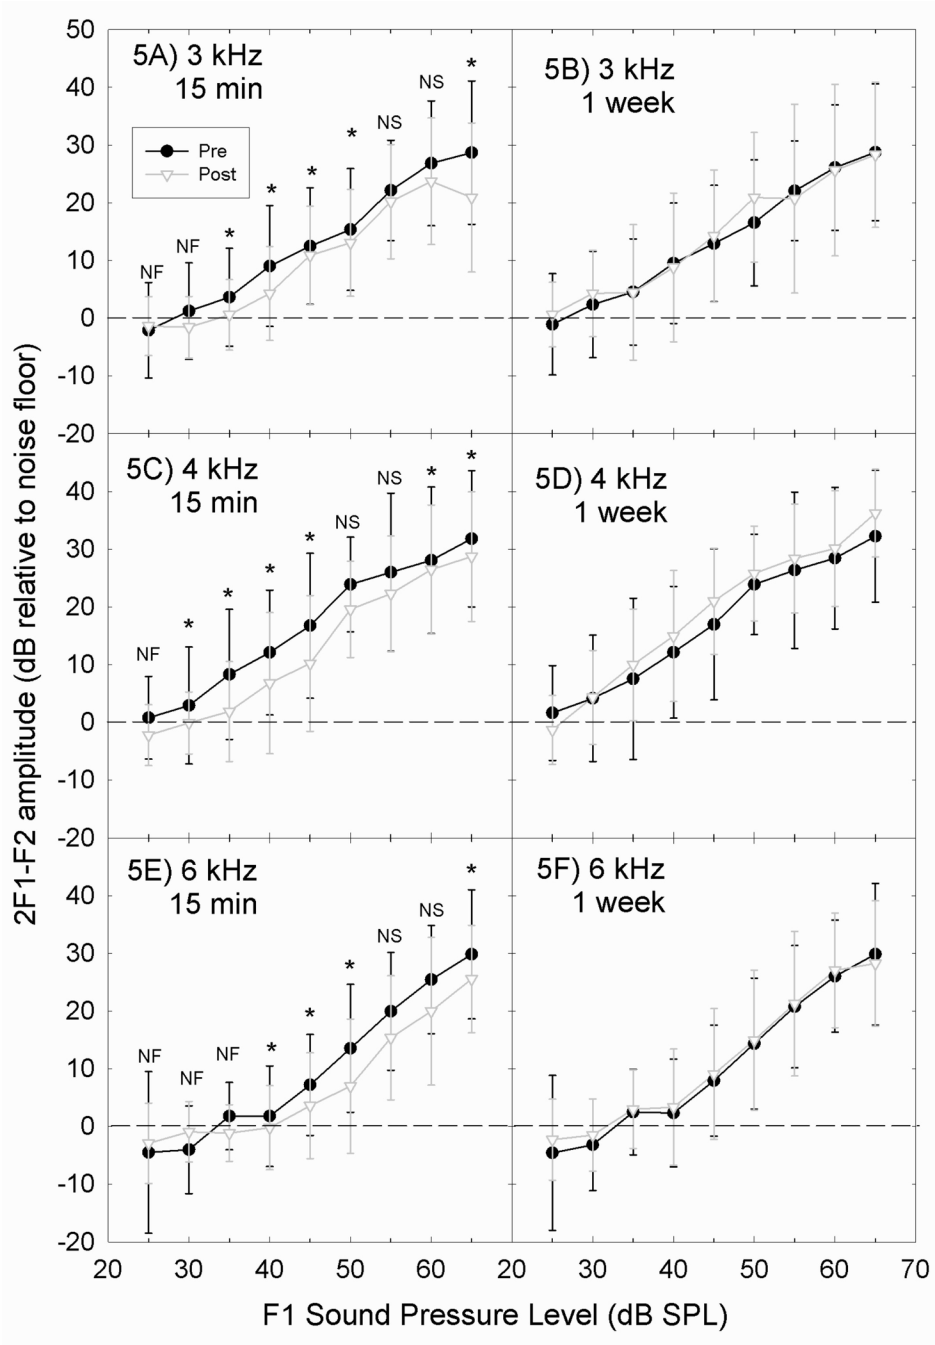 50
40
30
20
10
0
-10
-20
40
30
20
10
0
-10
-20
40
30
20
10
0
-10
-20
2F1-F2 amplitude (dB relative to noise floor)
5A) 3 kHz
15 min
Pre
Post
NF
NF
*
*
*
*
NS
NS
*
5B) 3 kHz
1 week
5C) 4 kHz
15 min
NF
*
*
*
*
NS
NS
*
*
5D) 4 kHz
1 week
5E) 6 kHz
15 min
NF
NF
NF
*
*
*
NS
NS
*
5F) 6 kHz
1 week
20 30 40 50 60 20 30 40 50 60 70
F1 Sound Pressure Level (dB SPL)